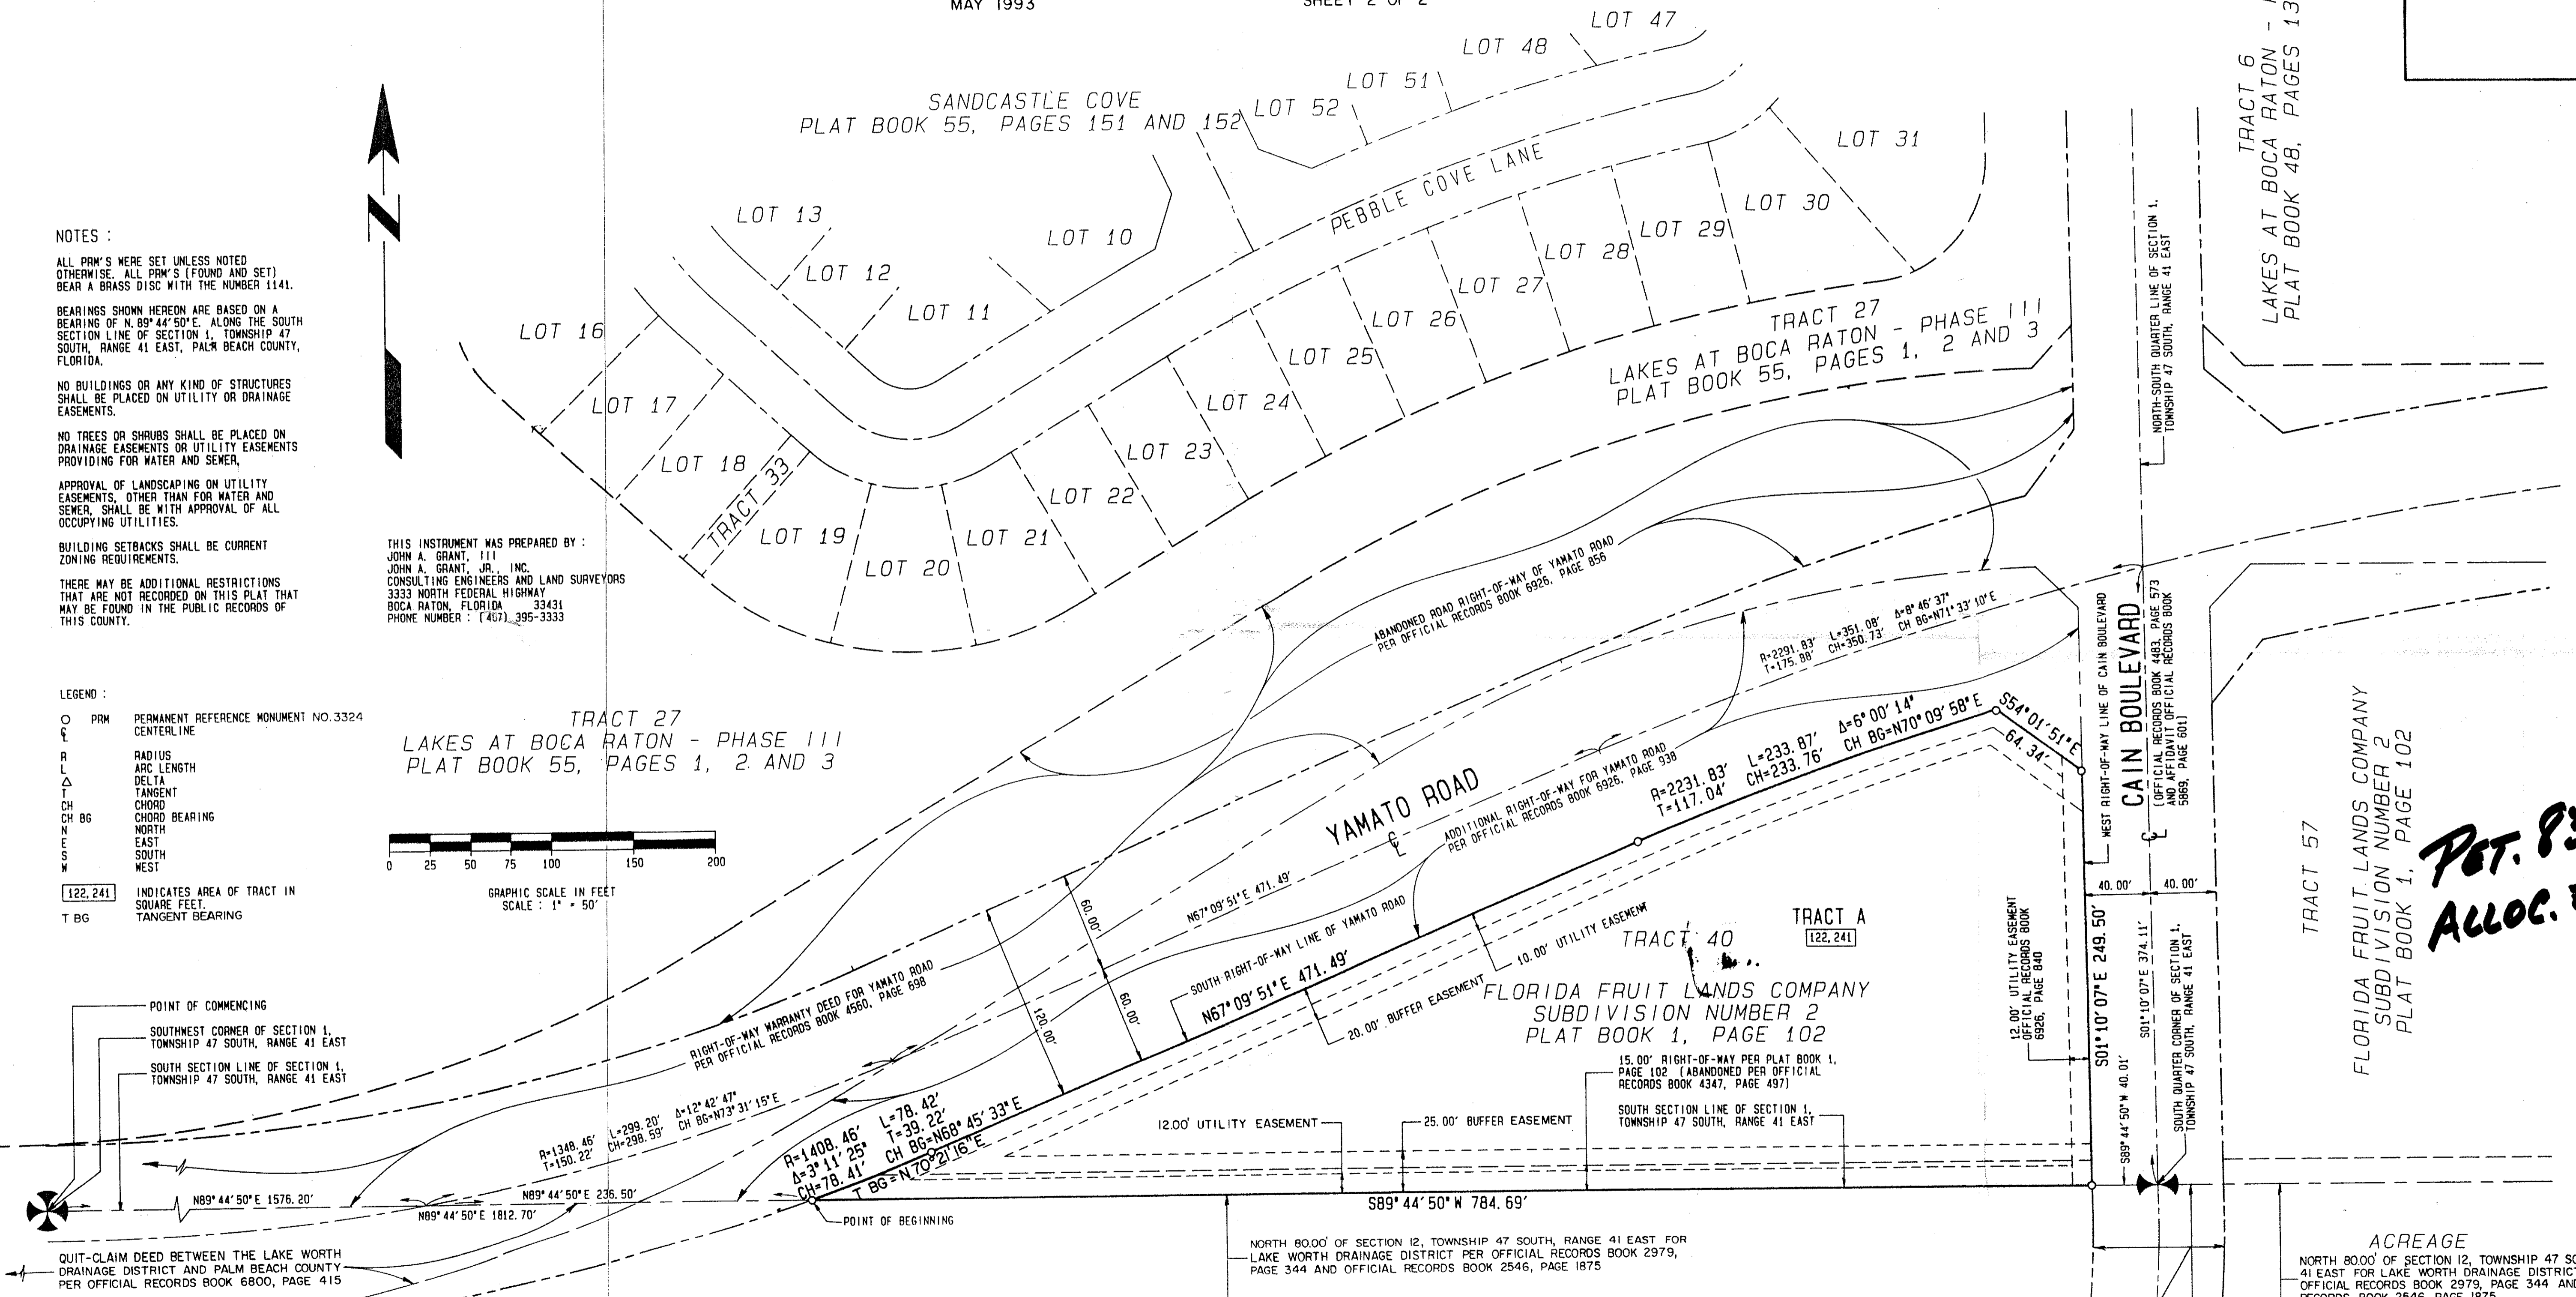 MAY 1993
SHEET 2 OF 2
LOT 47
LOT 48
LOT 51
LOT 52
SANDCASTLE COVE
PLAT BOOK 55, PAGES 151 AND 152
LOT 31
PEBBLE COVE LANE
LOT 30
LOT 29
LOT 28
LOT 27
LOT 26
LOT 25
LOT 24
LOT 23
LOT 22
LOT 21
LOT 20
LOT 19
TRACT 33
LOT 18
LOT 17
LOT 16
LOT 13
LOT 12
LOT 11
LOT 10
N
NOTES :
ALL PRM'S WERE SET UNLESS NOTED
OTHERWISE. ALL PRM'S (FOUND AND SET)
BEAR A BRASS DISC WITH THE NUMBER 1141.
BEARINGS SHOWN HEREON ARE BASED ON A
BEARING OF N.89°44'50"E. ALONG THE SOUTH
SECTION LINE OF SECTION 1, TOWNSHIP 47
SOUTH, RANGE 41 EAST, PALM BEACH COUNTY,
FLORIDA.
NO BUILDINGS OR ANY KIND OF STRUCTURES
SHALL BE PLACED ON UTILITY OR DRAINAGE
EASEMENTS.
NO TREES OR SHRUBS SHALL BE PLACED ON
DRAINAGE EASEMENTS OR UTILITY EASEMENTS
PROVIDING FOR WATER AND SEWER,
APPROVAL OF LANDSCAPING ON UTILITY
EASEMENTS, OTHER THAN FOR WATER AND
SEWER, SHALL BE WITH APPROVAL OF ALL
OCCUPYING UTILITIES.
BUILDING SETBACKS SHALL BE CURRENT
ZONING REQUIREMENTS.
THERE MAY BE ADDITIONAL RESTRICTIONS
THAT ARE NOT RECORDED ON THIS PLAT THAT
MAY BE FOUND IN THE PUBLIC RECORDS OF
THIS COUNTY.
THIS INSTRUMENT WAS PREPARED BY :
JOHN A. GRANT, III
JOHN A. GRANT, JR., INC.
CONSULTING ENGINEERS AND LAND SURVEYORS
3333 NORTH FEDERAL HIGHWAY
BOCA RATON, FLORIDA 33431
PHONE NUMBER : (407) 395-3333
LEGEND :
PRM PERMANENT REFERENCE MONUMENT NO.3324
℄ CENTERLINE
R RADIUS
L ARC LENGTH
Δ DELTA
T TANGENT
CH CHORD
CH BG CHORD BEARING
N NORTH
E EAST
S SOUTH
W WEST
122,241 INDICATES AREA OF TRACT IN
SQUARE FEET.
T BG TANGENT BEARING
TRACT 27
LAKES AT BOCA RATON - PHASE III
PLAT BOOK 55, PAGES 1, 2 AND 3
0 25 50 75 100 150 200
GRAPHIC SCALE IN FEET
SCALE : 1" = 50'
TRACT 27
LAKES AT BOCA RATON - PHASE III
PLAT BOOK 55, PAGES 1, 2 AND 3
ABANDONED ROAD RIGHT-OF-WAY OF YAMATO ROAD
PER OFFICIAL RECORDS BOOK 6926, PAGE 856
R=2291.83' L=351.08' Δ=8°46'37"
T=175.88' CH=350.73' CH BG=N71°33'10"E
YAMATO ROAD
℄
ADDITIONAL RIGHT-OF-WAY FOR YAMATO ROAD
PER OFFICIAL RECORDS BOOK 6926, PAGE 938
R=2231.83' L=233.87' Δ=6°00'14"
T=117.04' CH=233.76' CH BG=N70°09'58"E
S54°01'51"E
64.34'
N67°09'51"E 471.49'
SOUTH RIGHT-OF-WAY LINE OF YAMATO ROAD
N67°09'51"E 471.49'
60.00'
60.00'
120.00'
10.00' UTILITY EASEMENT
20.00' BUFFER EASEMENT
TRACT 40
TRACT A
122,241
FLORIDA FRUIT LANDS COMPANY
SUBDIVISION NUMBER 2
PLAT BOOK 1, PAGE 102
15.00' RIGHT-OF-WAY PER PLAT BOOK 1,
PAGE 102 (ABANDONED PER OFFICIAL
RECORDS BOOK 4347, PAGE 497)
SOUTH SECTION LINE OF SECTION 1,
TOWNSHIP 47 SOUTH, RANGE 41 EAST
12.00' UTILITY EASEMENT
25.00' BUFFER EASEMENT
RIGHT-OF-WAY WARRANTY DEED FOR YAMATO ROAD
PER OFFICIAL RECORDS BOOK 4560, PAGE 698
R=1348.46' L=299.20' Δ=12°42'47"
T=150.22' CH=298.59' CH BG=N73°31'15"E
R=1408.46' L=78.42'
Δ=3°11'25" T=39.22'
CH=78.41' CH BG=N68°45'33"E
T BG=N 70°21'16"E
POINT OF COMMENCING
SOUTHWEST CORNER OF SECTION 1,
TOWNSHIP 47 SOUTH, RANGE 41 EAST
SOUTH SECTION LINE OF SECTION 1,
TOWNSHIP 47 SOUTH, RANGE 41 EAST
N89°44'50"E 1576.20'
N89°44'50"E 236.50'
N89°44'50"E 1812.70'
POINT OF BEGINNING
S89°44'50"W 784.69'
QUIT-CLAIM DEED BETWEEN THE LAKE WORTH
DRAINAGE DISTRICT AND PALM BEACH COUNTY
PER OFFICIAL RECORDS BOOK 6800, PAGE 415
NORTH 80.00' OF SECTION 12, TOWNSHIP 47 SOUTH, RANGE 41 EAST FOR
LAKE WORTH DRAINAGE DISTRICT PER OFFICIAL RECORDS BOOK 2979,
PAGE 344 AND OFFICIAL RECORDS BOOK 2546, PAGE 1875
12.00' UTILITY EASEMENT
OFFICIAL RECORDS BOOK
6926, PAGE 840
WEST RIGHT-OF-WAY LINE OF CAIN BOULEVARD
CAIN BOULEVARD
(OFFICIAL RECORDS BOOK 4483, PAGE 573
AND AFFIDAVIT OFFICIAL RECORDS BOOK
5869, PAGE 601)
℄
NORTH-SOUTH QUARTER LINE OF SECTION 1,
TOWNSHIP 47 SOUTH, RANGE 41 EAST
40.00'
40.00'
S01°10'07"E 249.50'
S01°10'07"E 374.11'
S89°44'50"W 40.01'
SOUTH QUARTER CORNER OF SECTION 1,
TOWNSHIP 47 SOUTH, RANGE 41 EAST
TRACT 6
LAKES AT BOCA RATON -
PLAT BOOK 48, PAGES 13
TRACT 57
FLORIDA FRUIT LANDS COMPANY
SUBDIVISION NUMBER 2
PLAT BOOK 1, PAGE 102
PET. 83
ALLOC.
ACREAGE
NORTH 80.00' OF SECTION 12, TOWNSHIP 47
41 EAST FOR LAKE WORTH DRAINAGE DISTRICT
OFFICIAL RECORDS BOOK 2979, PAGE 344 AND
RECORDS BOOK 2546, PAGE 1875